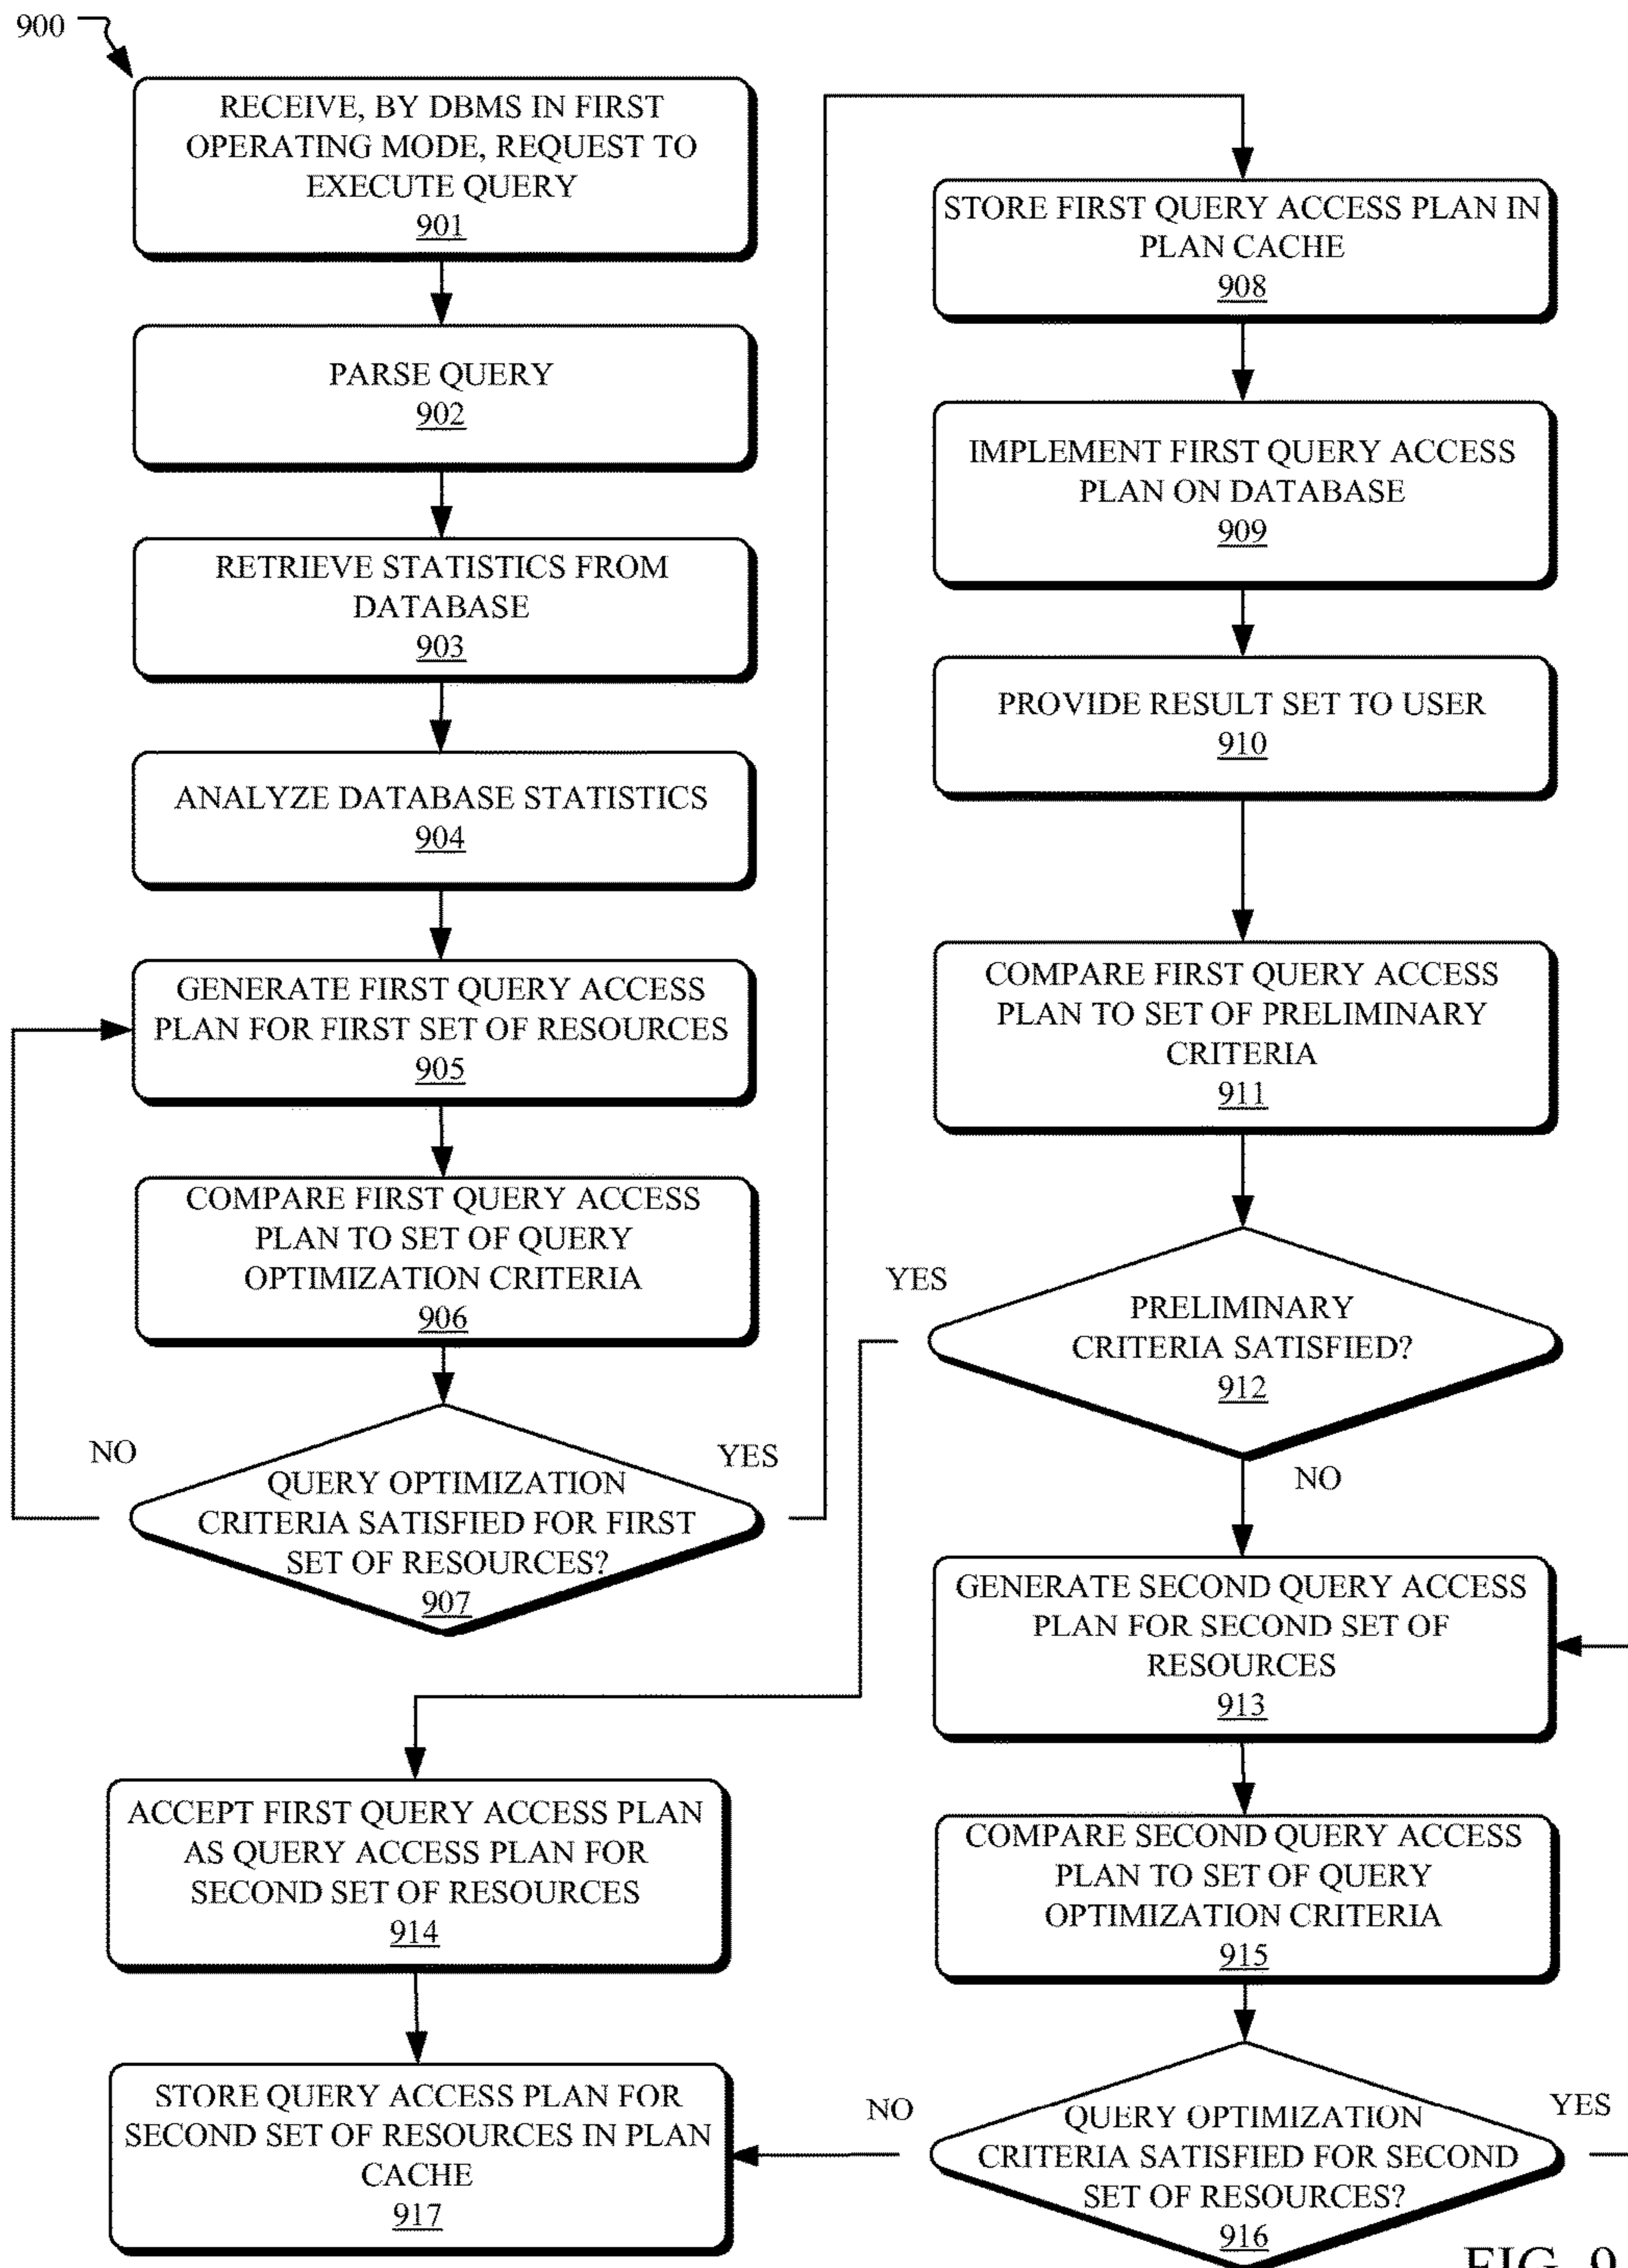 900
RECEIVE, BY DBMS IN FIRST
OPERATING MODE, REQUEST TO
EXECUTE QUERY
901
PARSE QUERY
902
RETRIEVE STATISTICS FROM
DATABASE
903
ANALYZE DATABASE STATISTICS
904
GENERATE FIRST QUERY ACCESS
PLAN FOR FIRST SET OF RESOURCES
905
COMPARE FIRST QUERY ACCESS
PLAN TO SET OF QUERY
OPTIMIZATION CRITERIA
906
NO
YES
QUERY OPTIMIZATION
CRITERIA SATISFIED FOR FIRST
SET OF RESOURCES?
907
STORE FIRST QUERY ACCESS PLAN IN
PLAN CACHE
908
IMPLEMENT FIRST QUERY ACCESS
PLAN ON DATABASE
909
PROVIDE RESULT SET TO USER
910
COMPARE FIRST QUERY ACCESS
PLAN TO SET OF PRELIMINARY
CRITERIA
911
YES
PRELIMINARY
CRITERIA SATISFIED?
912
NO
GENERATE SECOND QUERY ACCESS
PLAN FOR SECOND SET OF
RESOURCES
913
ACCEPT FIRST QUERY ACCESS PLAN
AS QUERY ACCESS PLAN FOR
SECOND SET OF RESOURCES
914
COMPARE SECOND QUERY ACCESS
PLAN TO SET OF QUERY
OPTIMIZATION CRITERIA
915
NO
YES
QUERY OPTIMIZATION
CRITERIA SATISFIED FOR SECOND
SET OF RESOURCES?
916
STORE QUERY ACCESS PLAN FOR
SECOND SET OF RESOURCES IN PLAN
CACHE
917
FIG. 9